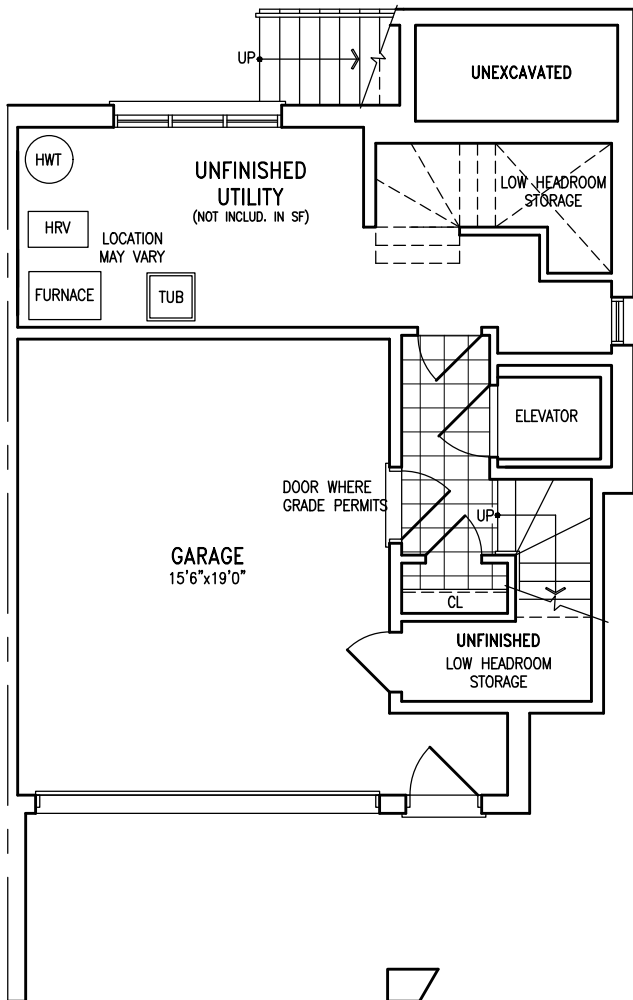 UP
UNEXCAVATED
HWT
UNFINISHED
UTILITY
(NOT INCLUD. IN SF)
LOW HEADROOM
STORAGE
HRV
LOCATION
MAY VARY
FURNACE
TUB
ELEVATOR
DOOR WHERE
GRADE PERMITS
UP
GARAGE
15'6"x19'0"
CL
UNFINISHED
LOW HEADROOM
STORAGE